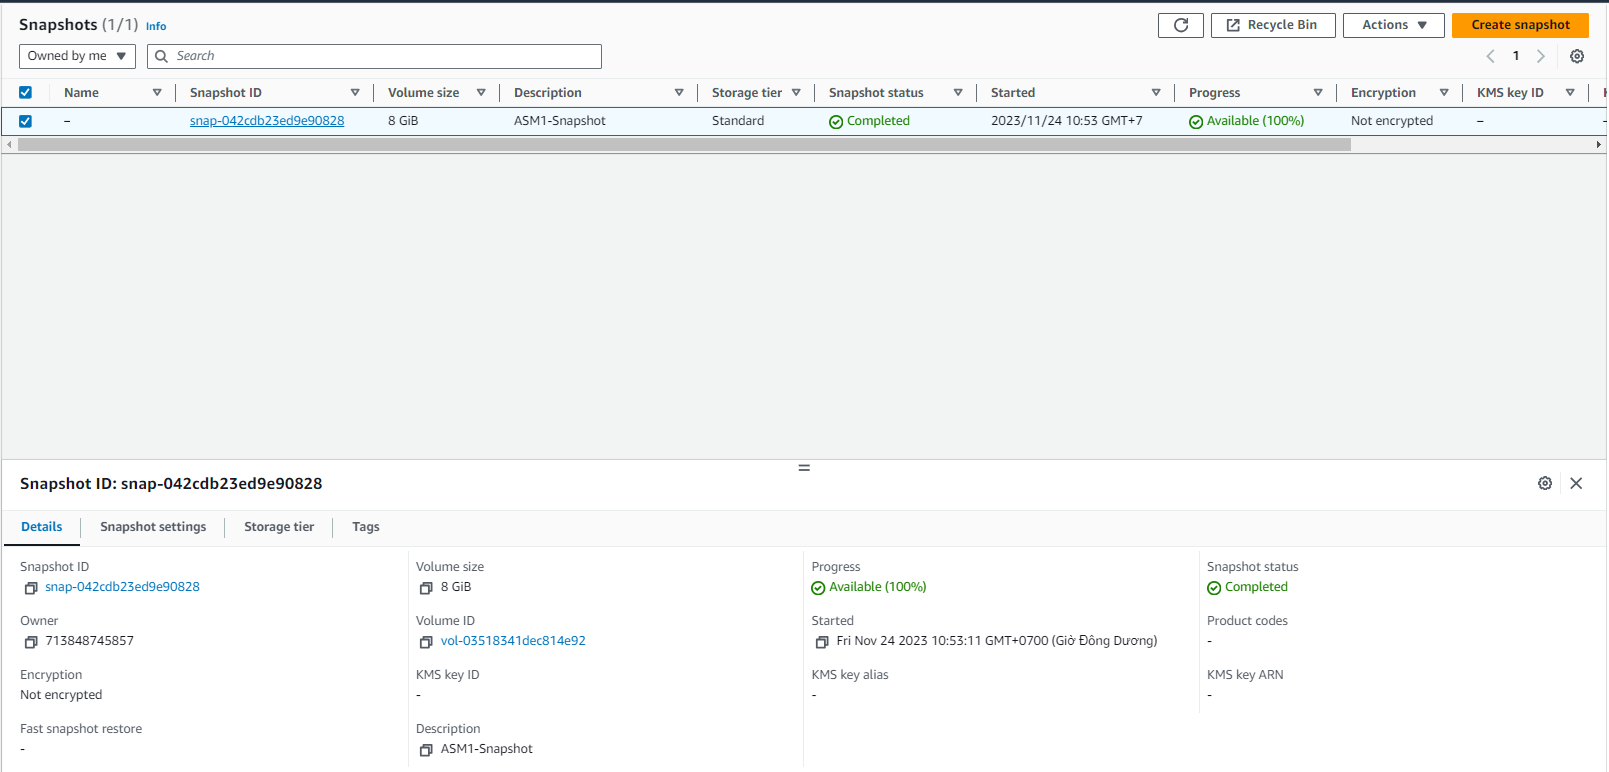 Snapshots (1/1) Info
Recycle Bin Actions Create snapshot
Owned by me Search 1
Name Snapshot ID Volume size Description Storage tier Snapshot status Started Progress Encryption KMS key ID
– snap-042cdb23ed9e90828 8 GiB ASM1-Snapshot Standard Completed 2023/11/24 10:53 GMT+7 Available (100%) Not encrypted –
Snapshot ID: snap-042cdb23ed9e90828
Details Snapshot settings Storage tier Tags
Snapshot ID Volume size Progress Snapshot status
snap-042cdb23ed9e90828 8 GiB Available (100%) Completed
Owner Volume ID Started Product codes
713848745857 vol-03518341dec814e92 Fri Nov 24 2023 10:53:11 GMT+0700 (Giờ Đông Dương) -
Encryption KMS key ID KMS key alias KMS key ARN
Not encrypted - - -
Fast snapshot restore Description
- ASM1-Snapshot